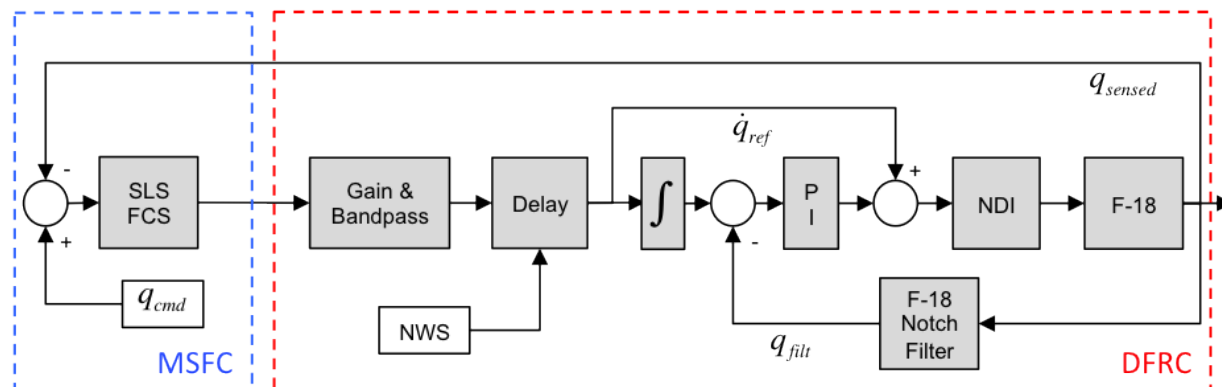 q_sensed
q̇_ref
-
SLS
FCS
Gain &
Bandpass
Delay
∫
P
I
+
NDI
F-18
+
-
q_cmd
NWS
F-18
Notch
Filter
q_filt
MSFC
DFRC